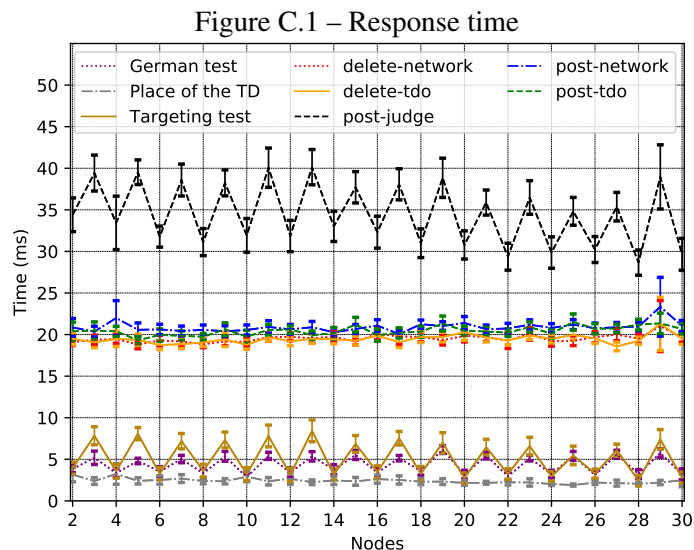 Figure C.1 – Response time
German test
Place of the TD
Targeting test
delete-network
delete-tdo
post-judge
post-network
post-tdo
Time (ms)
50
45
40
35
30
25
20
15
10
5
0
2 4 6 8 10 12 14 16 18 20 22 24 26 28 30
Nodes